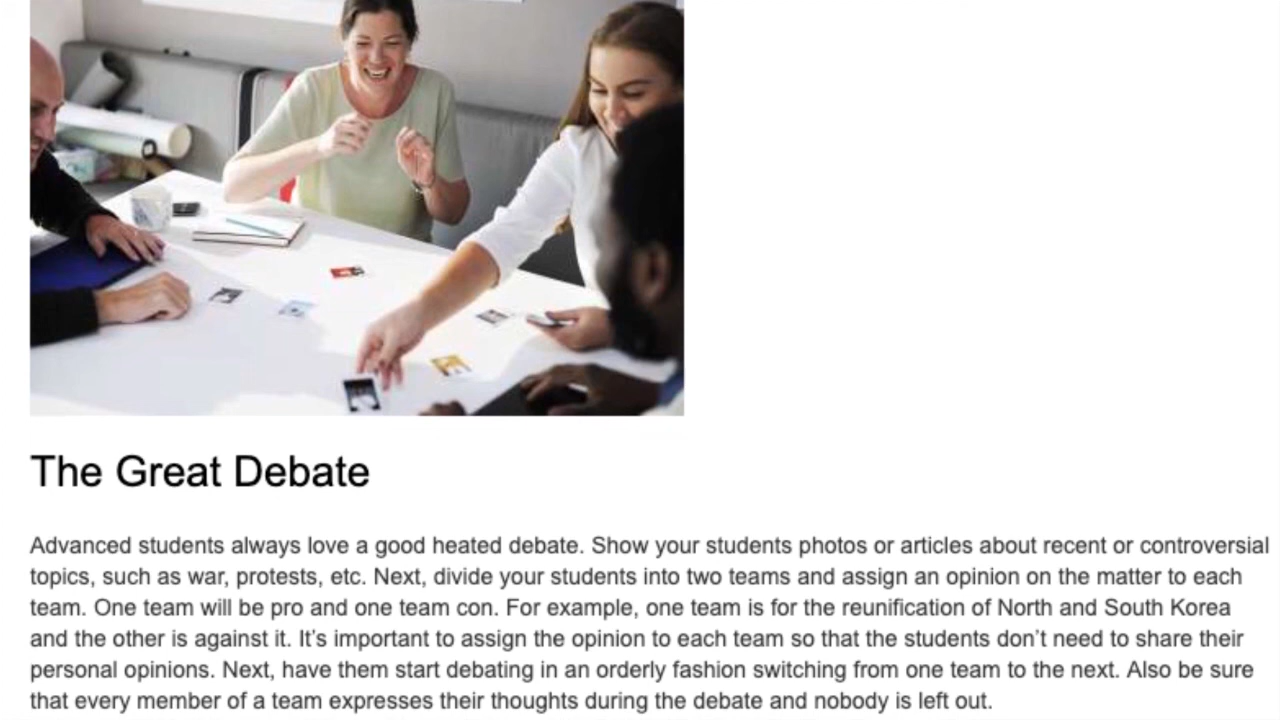 The Great Debate
Advanced students always love a good heated debate. Show your students photos or articles about recent or controversial
topics, such as war, protests, etc. Next, divide your students into two teams and assign an opinion on the matter to each
team. One team will be pro and one team con. For example, one team is for the reunification of North and South Korea
and the other is against it. It’s important to assign the opinion to each team so that the students don’t need to share their
personal opinions. Next, have them start debating in an orderly fashion switching from one team to the next. Also be sure
that every member of a team expresses their thoughts during the debate and nobody is left out.